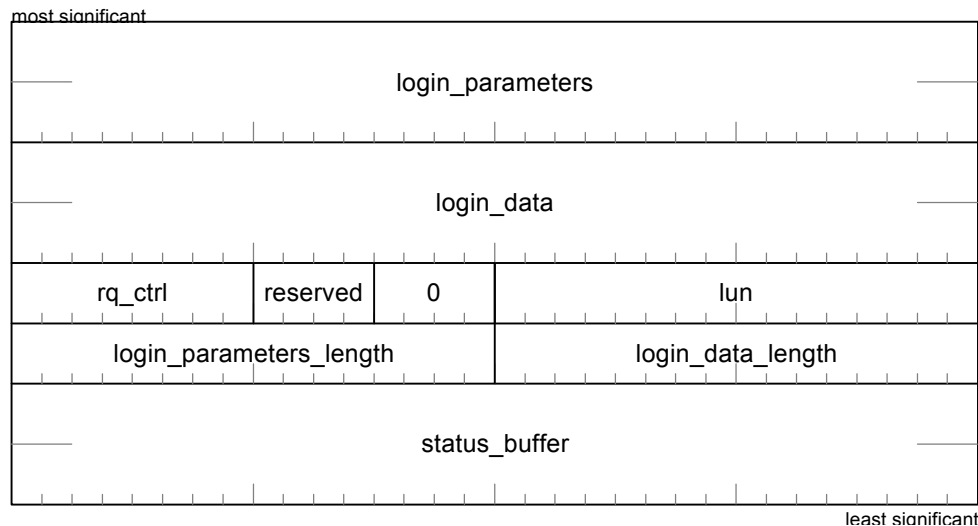 most significant
login_parameters
login_data
rq_ctrl reserved 0 lun
login_parameters_length login_data_length
status_buffer
least significant